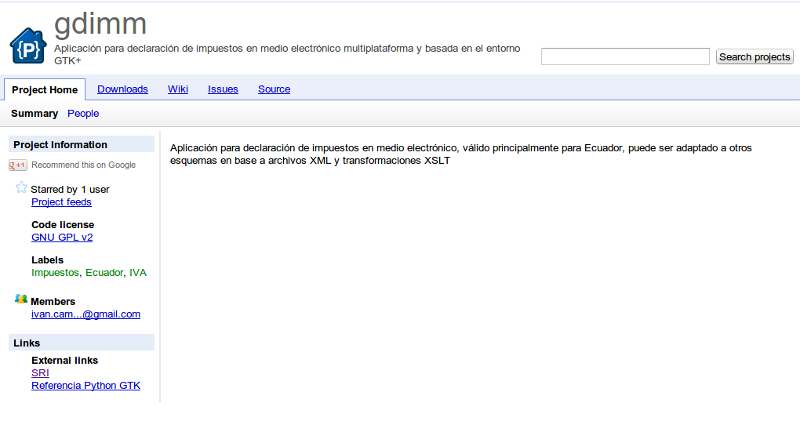 gdimm
Aplicación para declaración de impuestos en medio electrónico multiplataforma y basada en el entorno
GTK+
Search projects
Project Home Downloads Wiki Issues Source
Summary People
Project Information
+1 Recommend this on Google
Starred by 1 user
Project feeds
Code license
GNU GPL v2
Labels
Impuestos, Ecuador, IVA
Members
ivan.cam...@gmail.com
Links
External links
SRI
Referencia Python GTK
Aplicación para declaración de impuestos en medio electrónico, válido principalmente para Ecuador, puede ser adaptado a otros
esquemas en base a archivos XML y transformaciones XSLT